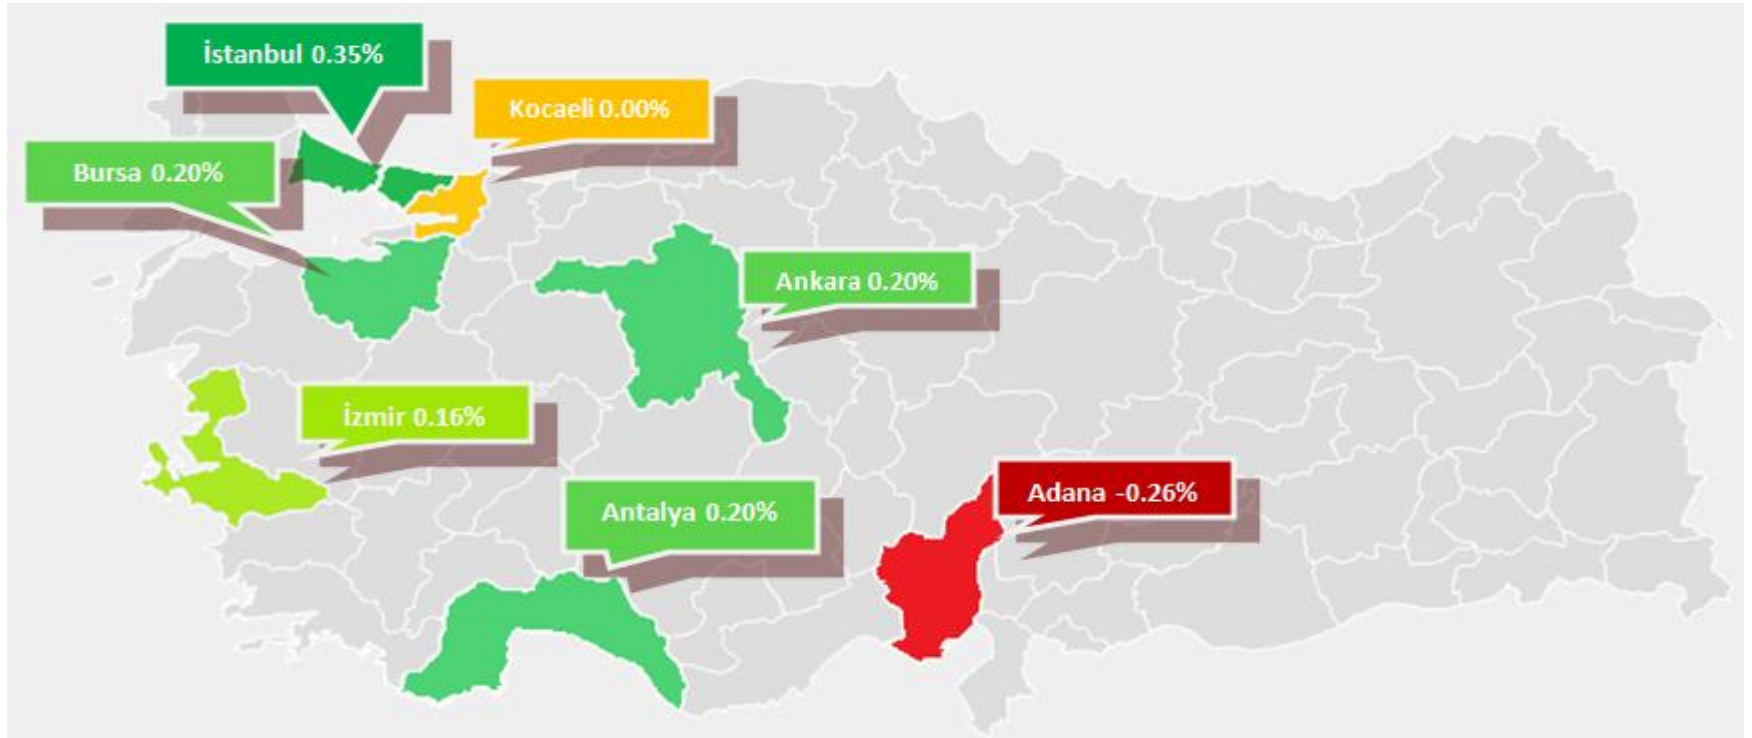 İstanbul 0.35%
Kocaeli 0.00%
Bursa 0.20%
Ankara 0.20%
İzmir 0.16%
Adana -0.26%
Antalya 0.20%